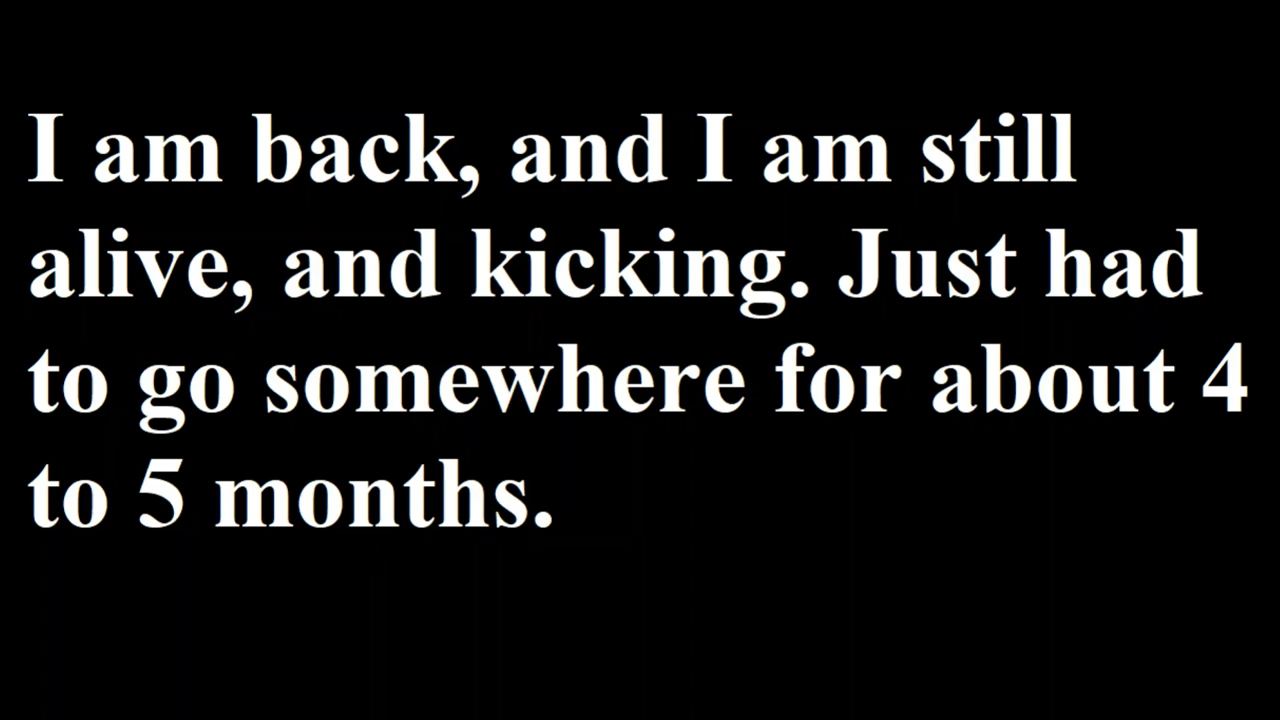 I am back, and I am still
alive, and kicking. Just had
to go somewhere for about 4
to 5 months.